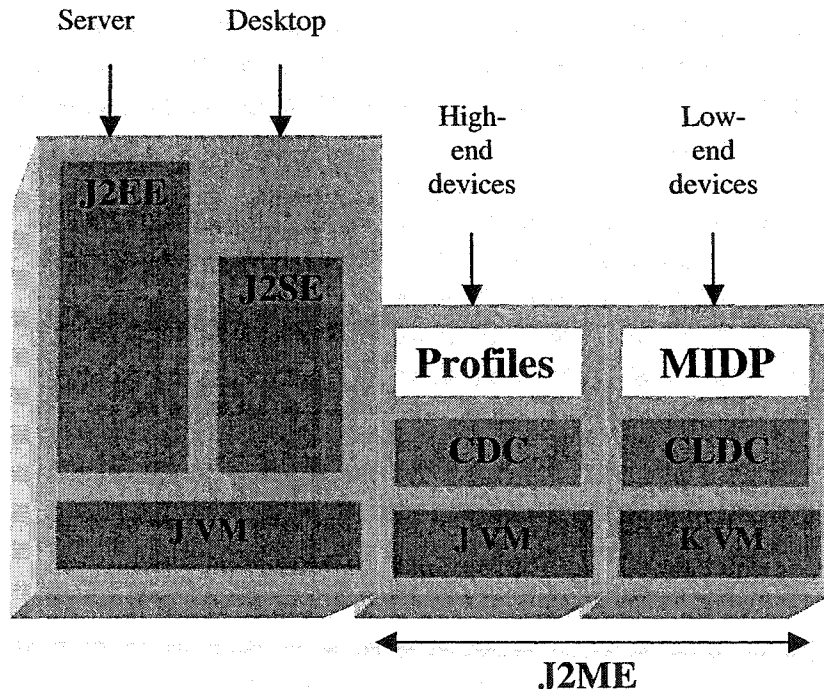 Server
Desktop
High-
end
devices
Low-
end
devices
J2EE
J2SE
Profiles
MIDP
CDC
CLDC
J VM
J VM
K VM
J2ME